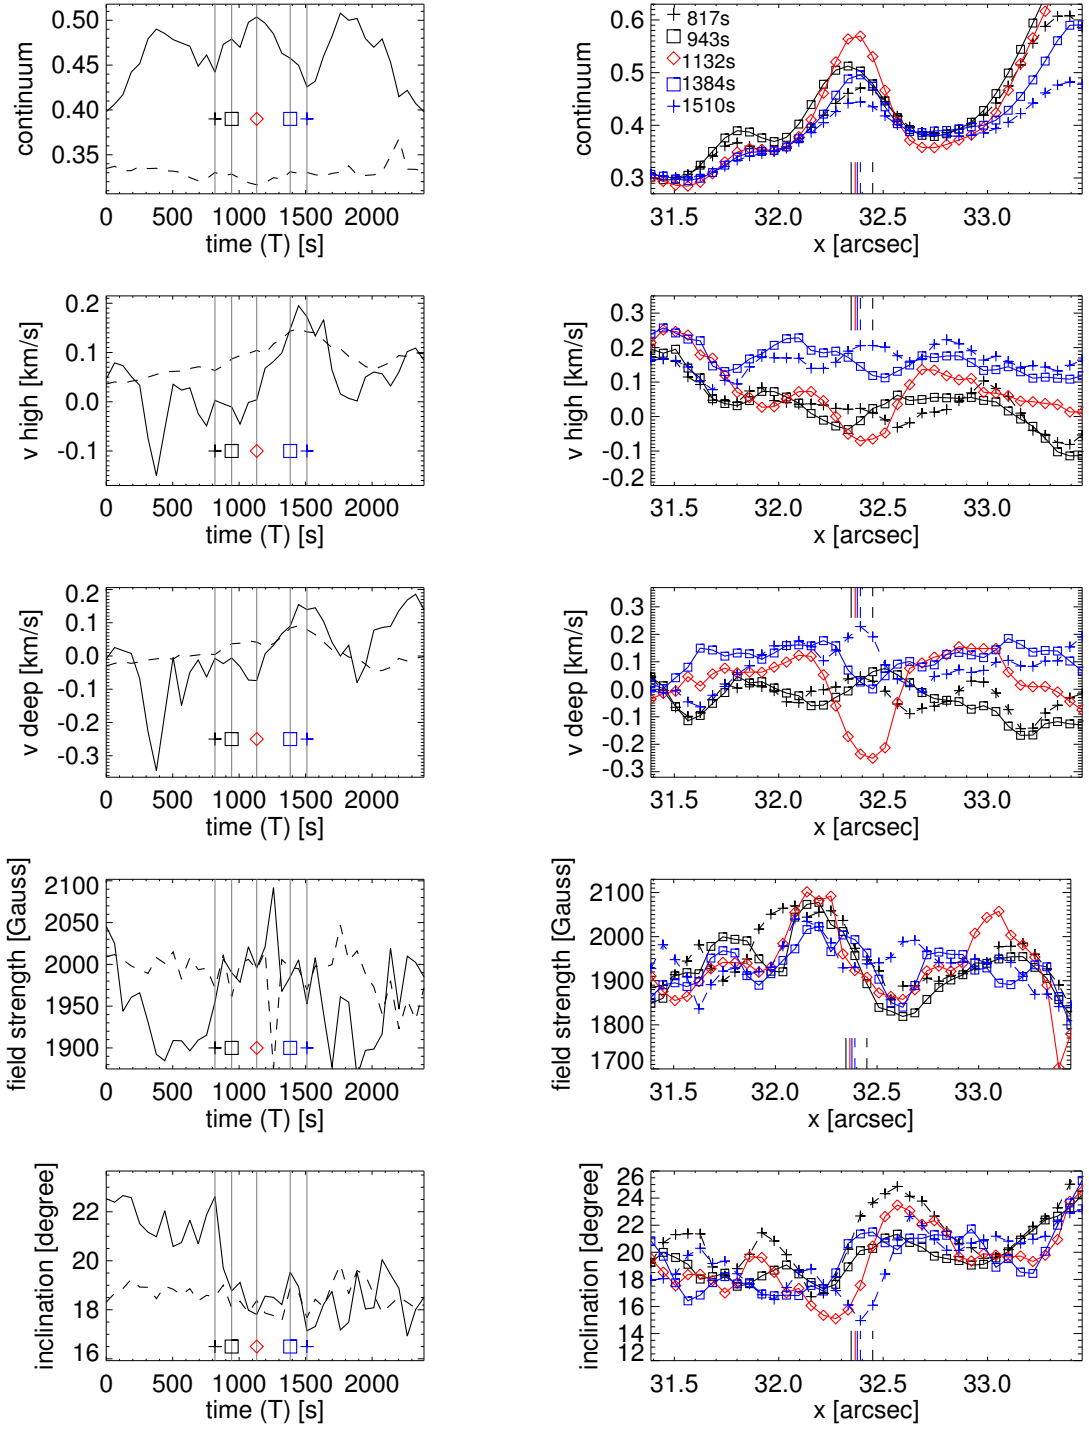 0.50
0.45
0.40
0.35
continuum
0 500 1000 1500 2000
time (T) [s]
0.6
0.5
0.4
0.3
continuum
817s
943s
1132s
1384s
1510s
31.5 32.0 32.5 33.0
x [arcsec]
0.2
0.1
0.0
-0.1
v high [km/s]
0 500 1000 1500 2000
time (T) [s]
0.3
0.2
0.1
0.0
-0.1
-0.2
v high [km/s]
31.5 32.0 32.5 33.0
x [arcsec]
0.2
0.1
0.0
-0.1
-0.2
-0.3
v deep [km/s]
0 500 1000 1500 2000
time (T) [s]
0.3
0.2
0.1
0.0
-0.1
-0.2
-0.3
v deep [km/s]
31.5 32.0 32.5 33.0
x [arcsec]
2100
2050
2000
1950
1900
field strength [Gauss]
0 500 1000 1500 2000
time (T) [s]
2100
2000
1900
1800
1700
field strength [Gauss]
31.5 32.0 32.5 33.0
x [arcsec]
22
20
18
16
inclination [degree]
0 500 1000 1500 2000
time (T) [s]
26
24
22
20
18
16
14
12
inclination [degree]
31.5 32.0 32.5 33.0
x [arcsec]